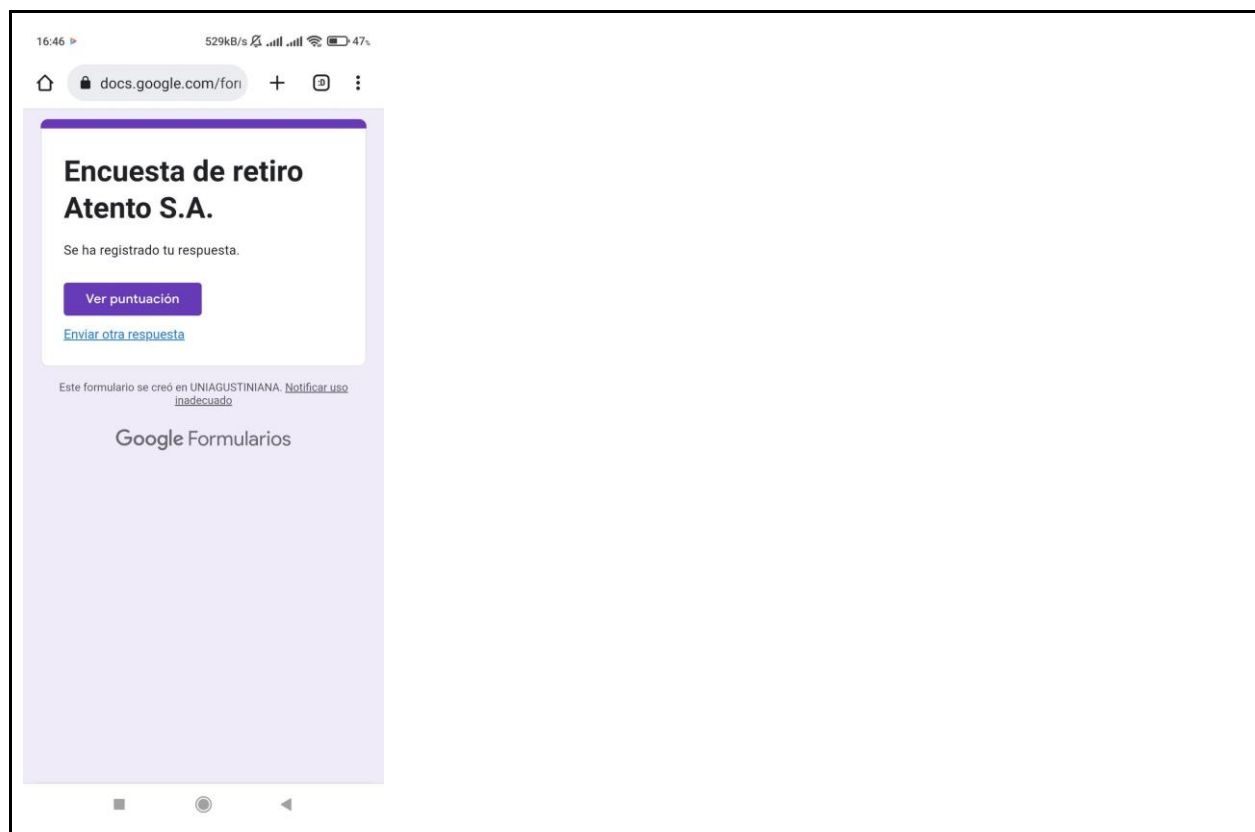 16:46 529kB/s 47%
docs.google.com/for
Encuesta de retiro
Atento S.A.
Se ha registrado tu respuesta.
Ver puntuación
Enviar otra respuesta
Este formulario se creó en UNIAGUSTINIANA. Notificar uso
inadecuado
Google Formularios